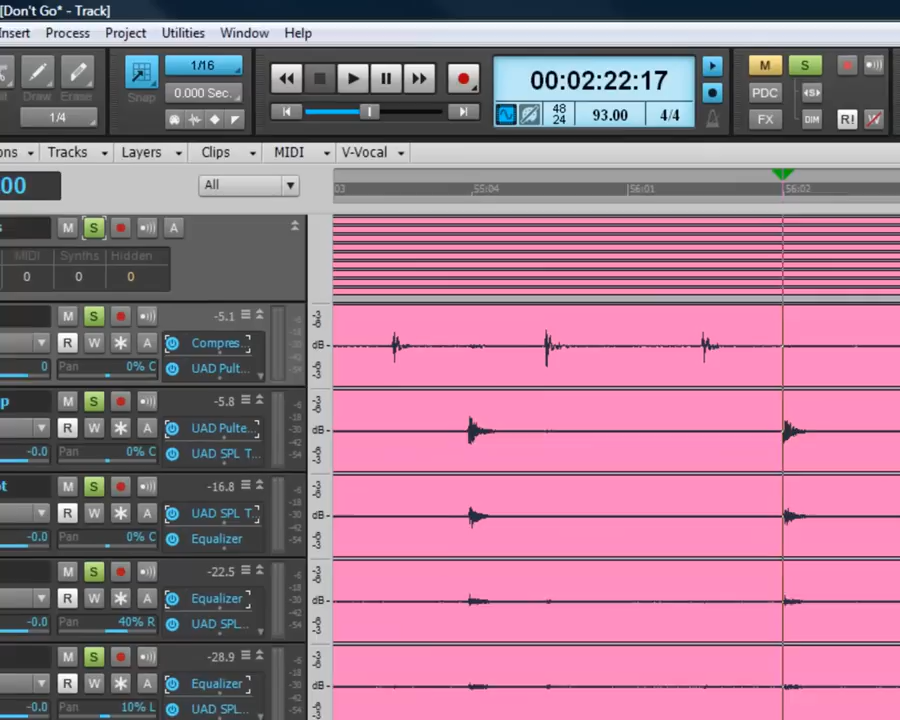 [Don't Go* - Track]
Insert Process Project Utilities Window Help
Draw Erase Snap 1/16
0.000 Sec.
1/4
00:02:22:17
48
24 93.00 4/4
M S
PDC
FX DIM R! W
Tracks Layers Clips MIDI V-Vocal
00 All
03 55:04 56:01 56:02
M S A
MIDI Synths Hidden
0 0 0
M S -5.1
R W A Compres...
0 Pan 0% C UAD Pult...
p M S -5.8
R W A UAD Pulte...
-0.0 Pan 0% C UAD SPL T...
M S -16.8
R W A UAD SPL T...
-0.0 Pan 0% C Equalizer
M S -22.5
R W A Equalizer
-0.0 Pan 40% R UAD SPL...
M S -28.9
R W A Equalizer
-0.0 Pan 10% L UAD SPL...